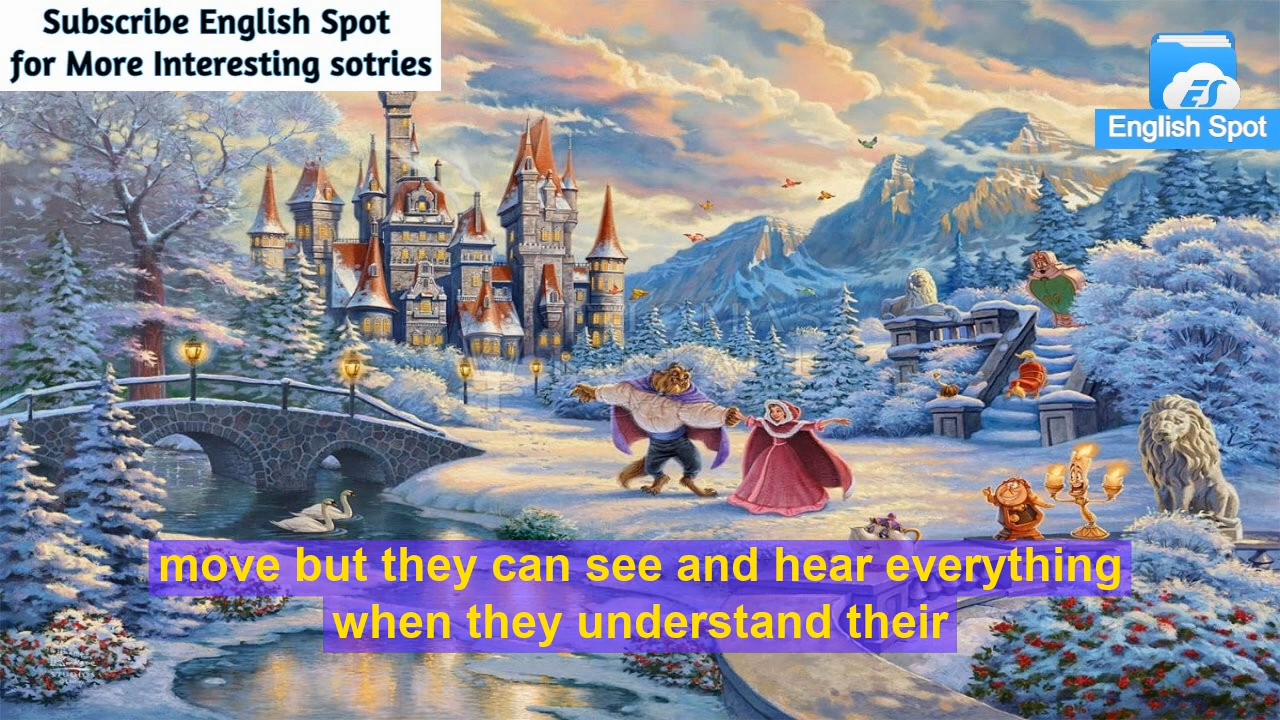 Subscribe English Spot
for More Interesting sotries
ES
English Spot
move but they can see and hear everything
when they understand their